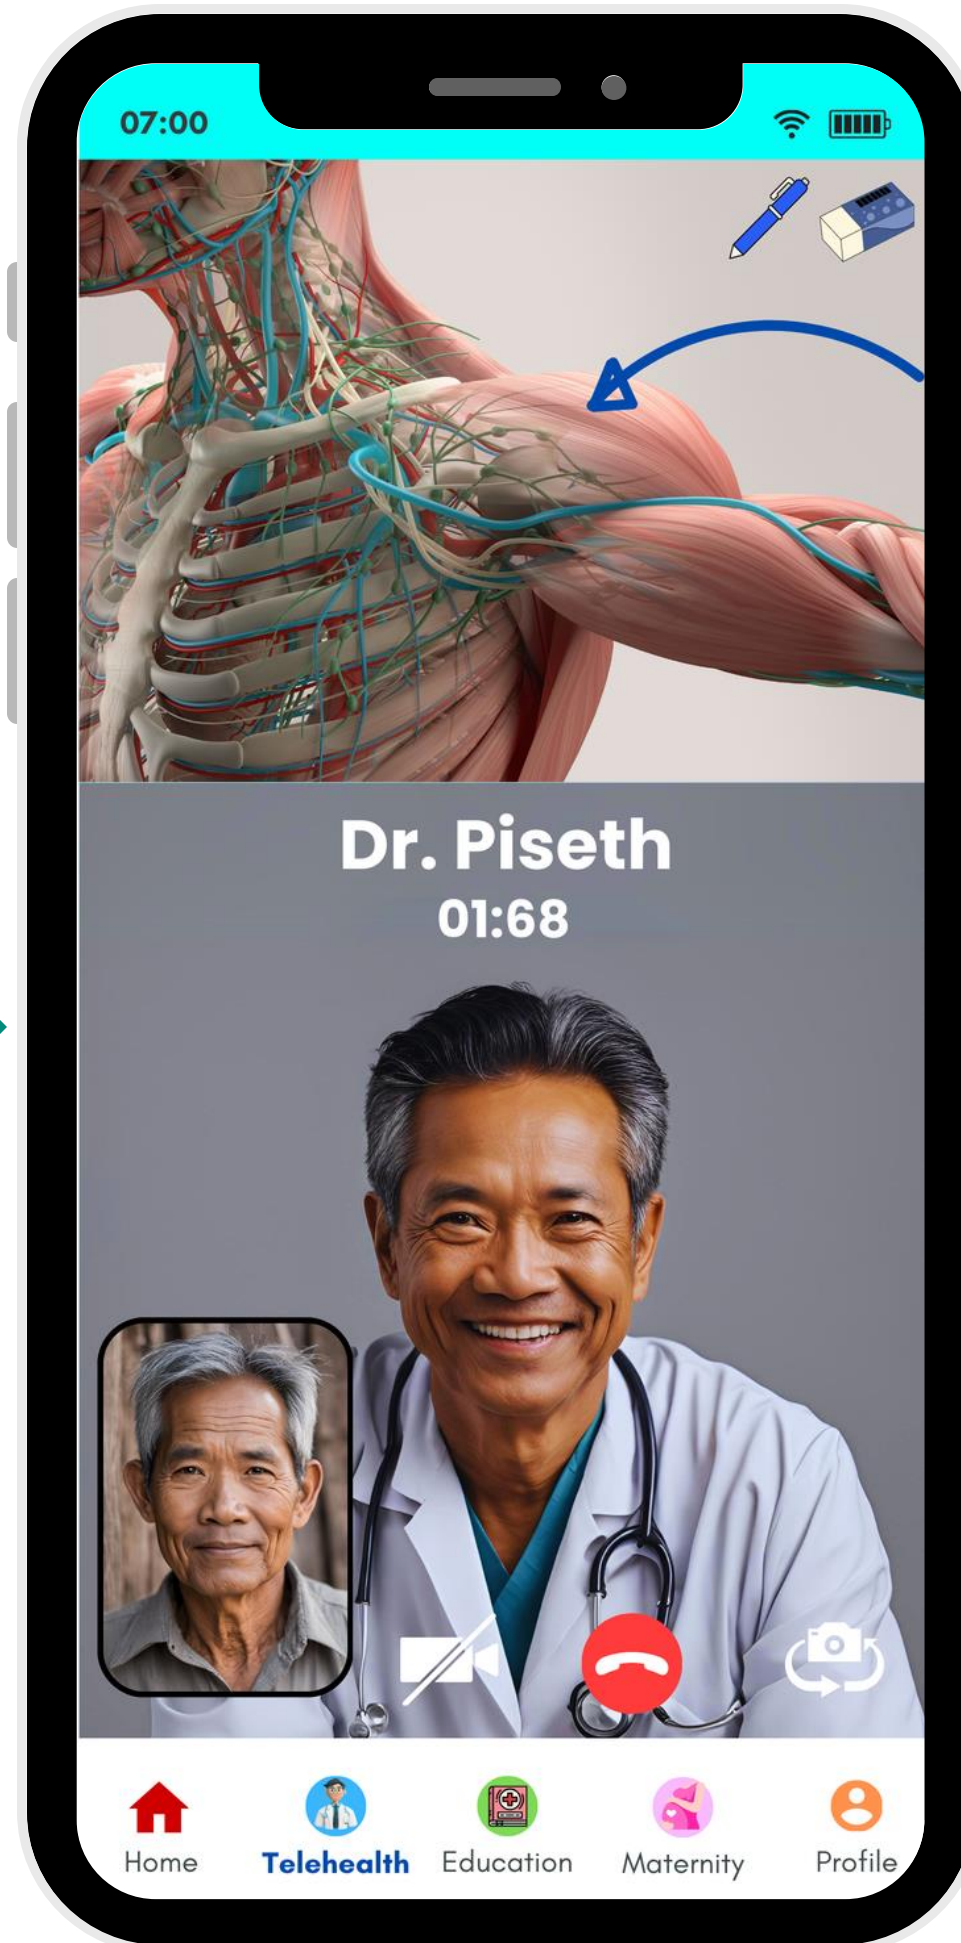 07:00
Dr. Piseth
01:68
Home
Telehealth
Education
Maternity
Profile